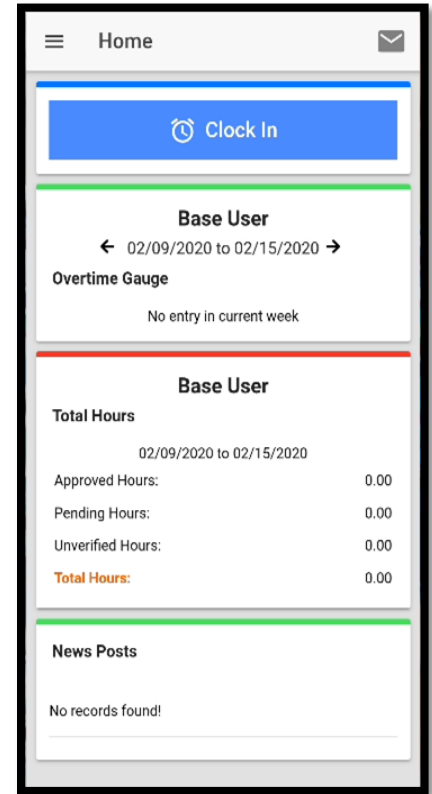 Home
Clock In
Base User
02/09/2020 to 02/15/2020
Overtime Gauge
No entry in current week
Base User
Total Hours
02/09/2020 to 02/15/2020
Approved Hours: 0.00
Pending Hours: 0.00
Unverified Hours: 0.00
Total Hours: 0.00
News Posts
No records found!